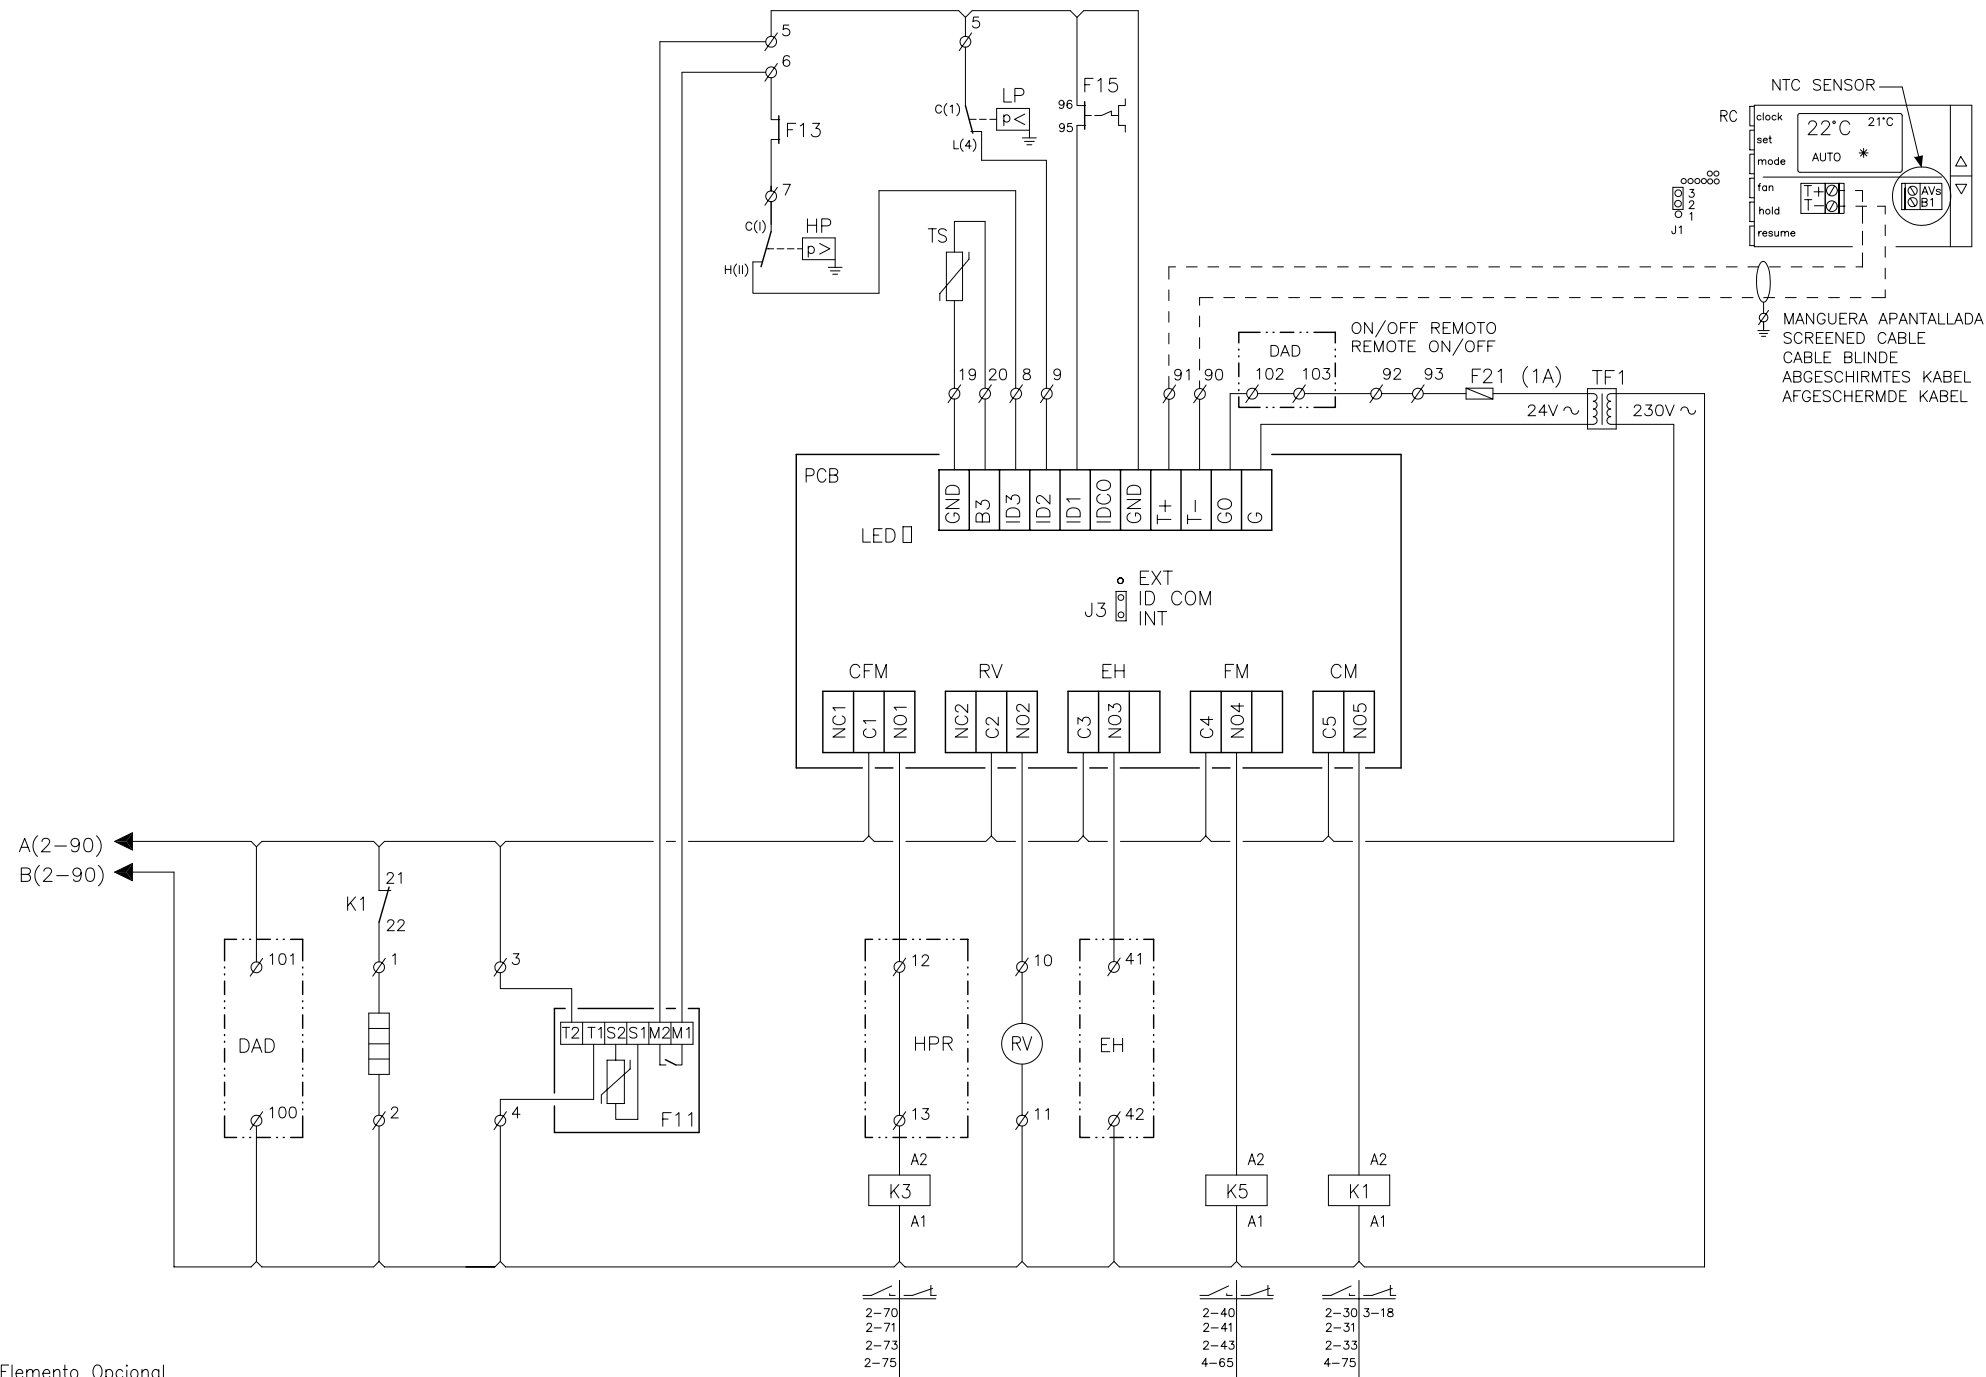 5
5
6
F13
7
C(I)
HP
p>
H(II)
C(1)
LP
p<
L(4)
F15
96
95
NTC SENSOR
RC
clock
set
mode
fan
hold
resume
22°C
21°C
AUTO
T+
T-
AVs
B1
3
2
1
J1
MANGUERA APANTALLADA
SCREENED CABLE
CABLE BLINDE
ABGESCHIRMTES KABEL
AFGESCHERMDE KABEL
TS
ON/OFF REMOTO
REMOTE ON/OFF
DAD
19
20
8
9
91
90
102
103
92
93
F21 (1A)
TF1
24V ~
230V ~
PCB
GND
B3
ID3
ID2
ID1
IDCO
GND
T+
T-
GO
G
LED
EXT
ID COM
INT
J3
CFM
RV
EH
FM
CM
NC1
C1
NO1
NC2
C2
NO2
C3
NO3
C4
NO4
C5
NO5
A(2-90)
B(2-90)
K1
21
22
101
1
3
12
10
41
DAD
T2
T1
S2
S1
M2
M1
HPR
RV
EH
100
2
4
F11
13
11
42
A2
A2
A2
K3
K5
K1
A1
A1
A1
2-70
2-71
2-73
2-75
2-40
2-41
2-43
4-65
2-30
3-18
2-31
2-33
4-75
Elemento Opcional